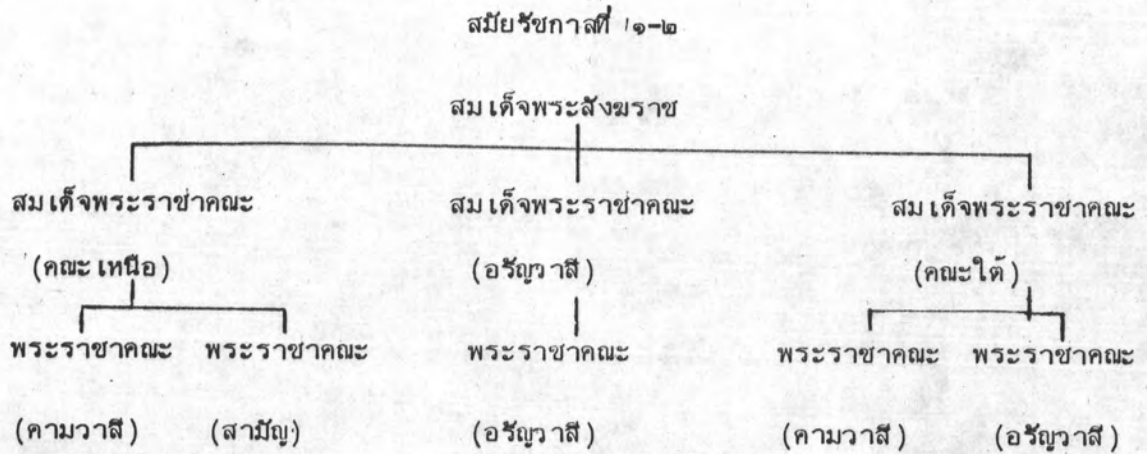 สมัยรัชกาลที่ ๑-๒
สมเด็จพระสังฆราช
สมเด็จพระราชาคณะ สมเด็จพระราชาคณะ สมเด็จพระราชาคณะ
(คณะเหนือ) (อรัญวาสี) (คณะใต้)
พระราชาคณะ พระราชาคณะ พระราชาคณะ พระราชาคณะ พระราชาคณะ
(คามวาสี) (สามัญ) (อรัญวาสี) (คามวาสี) (อรัญวาสี)